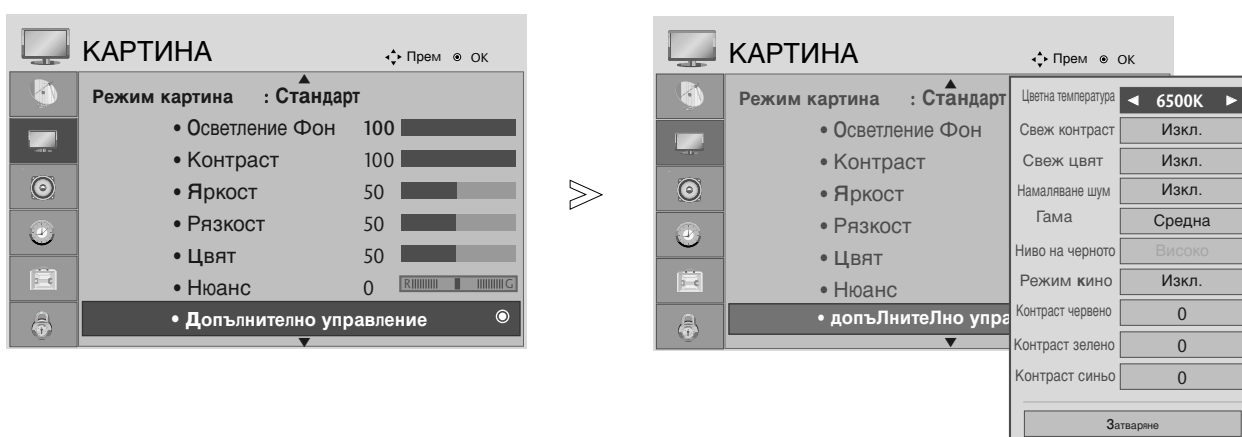 КАРТИНА
Прем ОК
Режим картина : Стандарт
• Осветление Фон 100
• Контраст 100
• Яркост 50
• Рязкост 50
• Цвят 50
• Нюанс 0 R G
• Допълнително управление
КАРТИНА
Прем ОК
Режим картина : Стандарт
• Осветление Фон
• Контраст
• Яркост
• Рязкост
• Цвят
• Нюанс
• допъЛнитеЛно упра
Цветна температура ◄ 6500K ►
Свеж контраст Изкл.
Свеж цвят Изкл.
Намаляване шум Изкл.
Гама Средна
Ниво на черното Високо
Режим кино Изкл.
Контраст червено 0
Контраст зелено 0
Контраст синьо 0
Затваряне